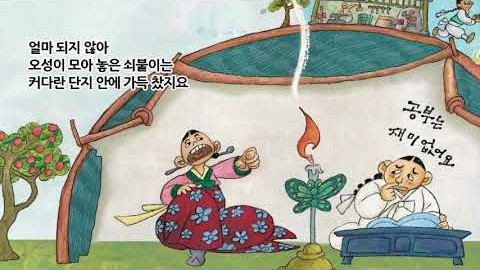 얼마 되지 않아
오성이 모아 놓은 쇠붙이는
커다란 단지 안에 가득 찼지요
공부는
재미 없어요